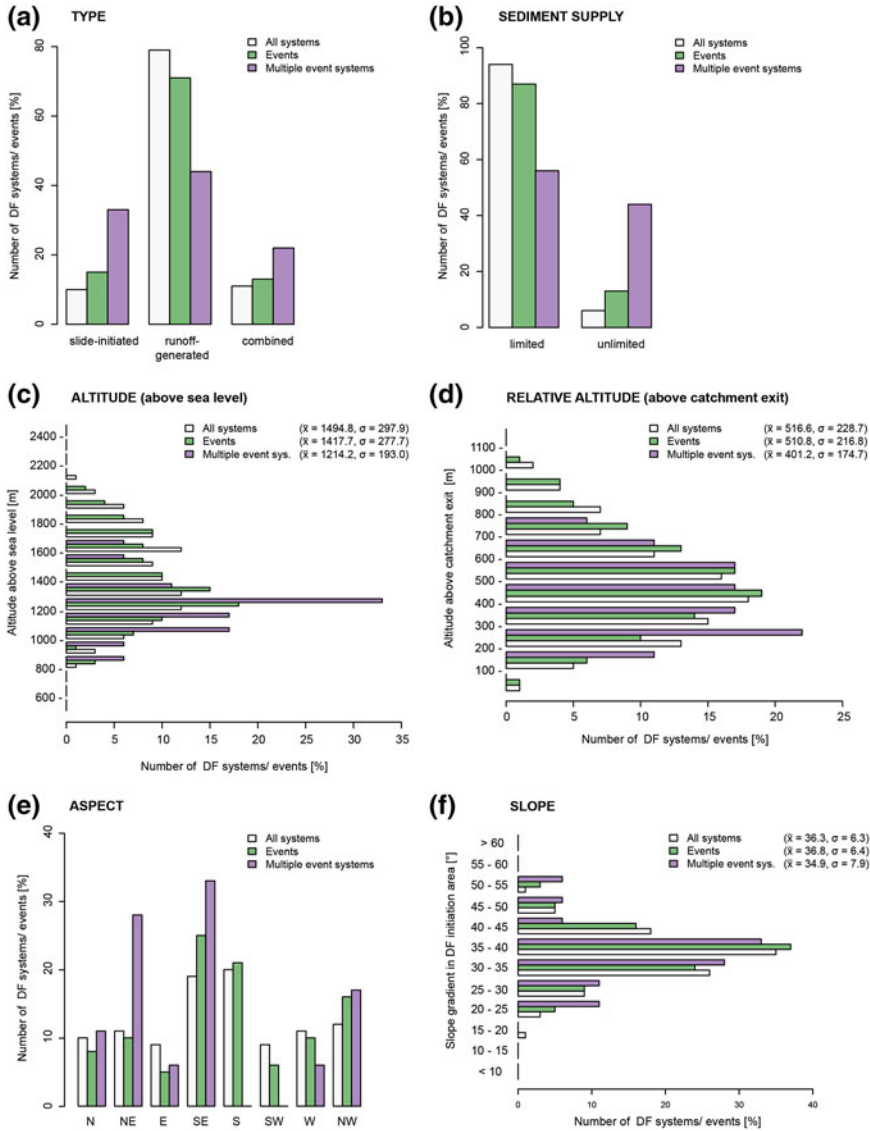 (a) TYPE
All systems
Events
Multiple event systems
Number of DF systems/ events [%]
0
20
40
60
80
slide-initiated
runoff-
generated
combined
(b) SEDIMENT SUPPLY
All systems
Events
Multiple event systems
Number of DF systems/ events [%]
0
20
40
60
80
100
limited
unlimited
(c) ALTITUDE (above sea level)
All systems (x̄ = 1494.8, σ = 297.9)
Events (x̄ = 1417.7, σ = 277.7)
Multiple event sys. (x̄ = 1214.2, σ = 193.0)
Altitude above sea level [m]
2400
2200
2000
1800
1600
1400
1200
1000
800
600
0 5 10 15 20 25 30 35
Number of DF systems/ events [%]
(d) RELATIVE ALTITUDE (above catchment exit)
All systems (x̄ = 516.6, σ = 228.7)
Events (x̄ = 510.8, σ = 216.8)
Multiple event sys. (x̄ = 401.2, σ = 174.7)
Altitude above catchment exit [m]
1100
1000
900
800
700
600
500
400
300
200
100
0 5 10 15 20 25
Number of DF systems/ events [%]
(e) ASPECT
All systems
Events
Multiple event systems
Number of DF systems/ events [%]
0
10
20
30
40
N NE E SE S SW W NW
(f) SLOPE
All systems (x̄ = 36.3, σ = 6.3)
Events (x̄ = 36.8, σ = 6.4)
Multiple event sys. (x̄ = 34.9, σ = 7.9)
Slope gradient in DF initiation area [°]
> 60
55 - 60
50 - 55
45 - 50
40 - 45
35 - 40
30 - 35
25 - 30
20 - 25
15 - 20
10 - 15
< 10
0 10 20 30 40
Number of DF systems/ events [%]